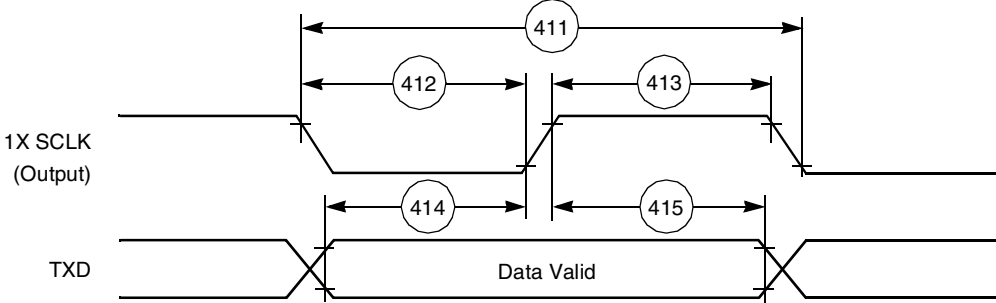 411
412
413
1X SCLK
(Output)
414
415
TXD
Data Valid